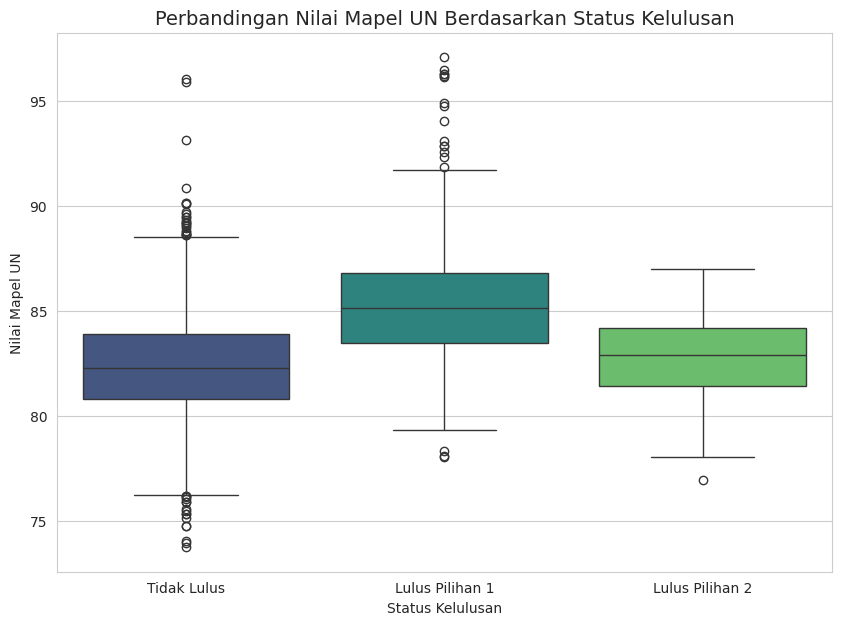 Perbandingan Nilai Mapel UN Berdasarkan Status Kelulusan
Nilai Mapel UN
95
90
85
80
75
Tidak Lulus
Lulus Pilihan 1
Lulus Pilihan 2
Status Kelulusan